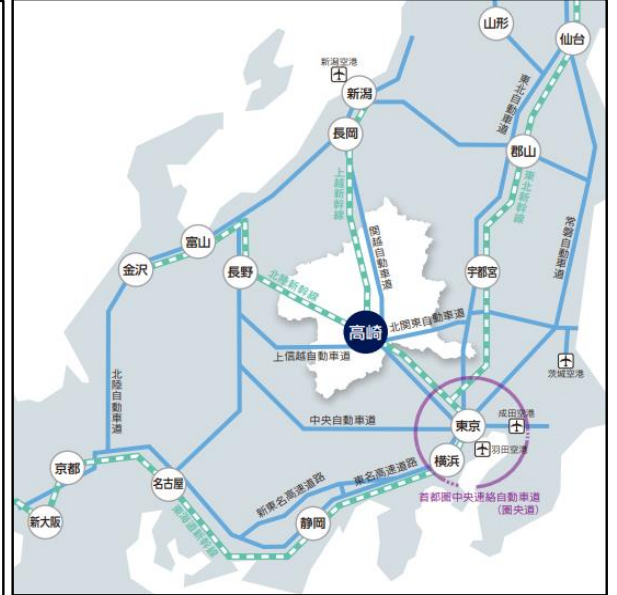 山形
仙台
新潟空港
新潟
東北自動車道
長岡
郡山
上越新幹線
東北新幹線
関越自動車道
常磐自動車道
富山
金沢
長野
北陸新幹線
宇都宮
高崎
北関東自動車道
上信越自動車道
茨城空港
北陸自動車道
中央自動車道
東京
成田空港
羽田空港
横浜
京都
名古屋
新東名高速道路
東名高速道路
首都圏中央連絡自動車道
(圏央道)
新大阪
東海道新幹線
静岡